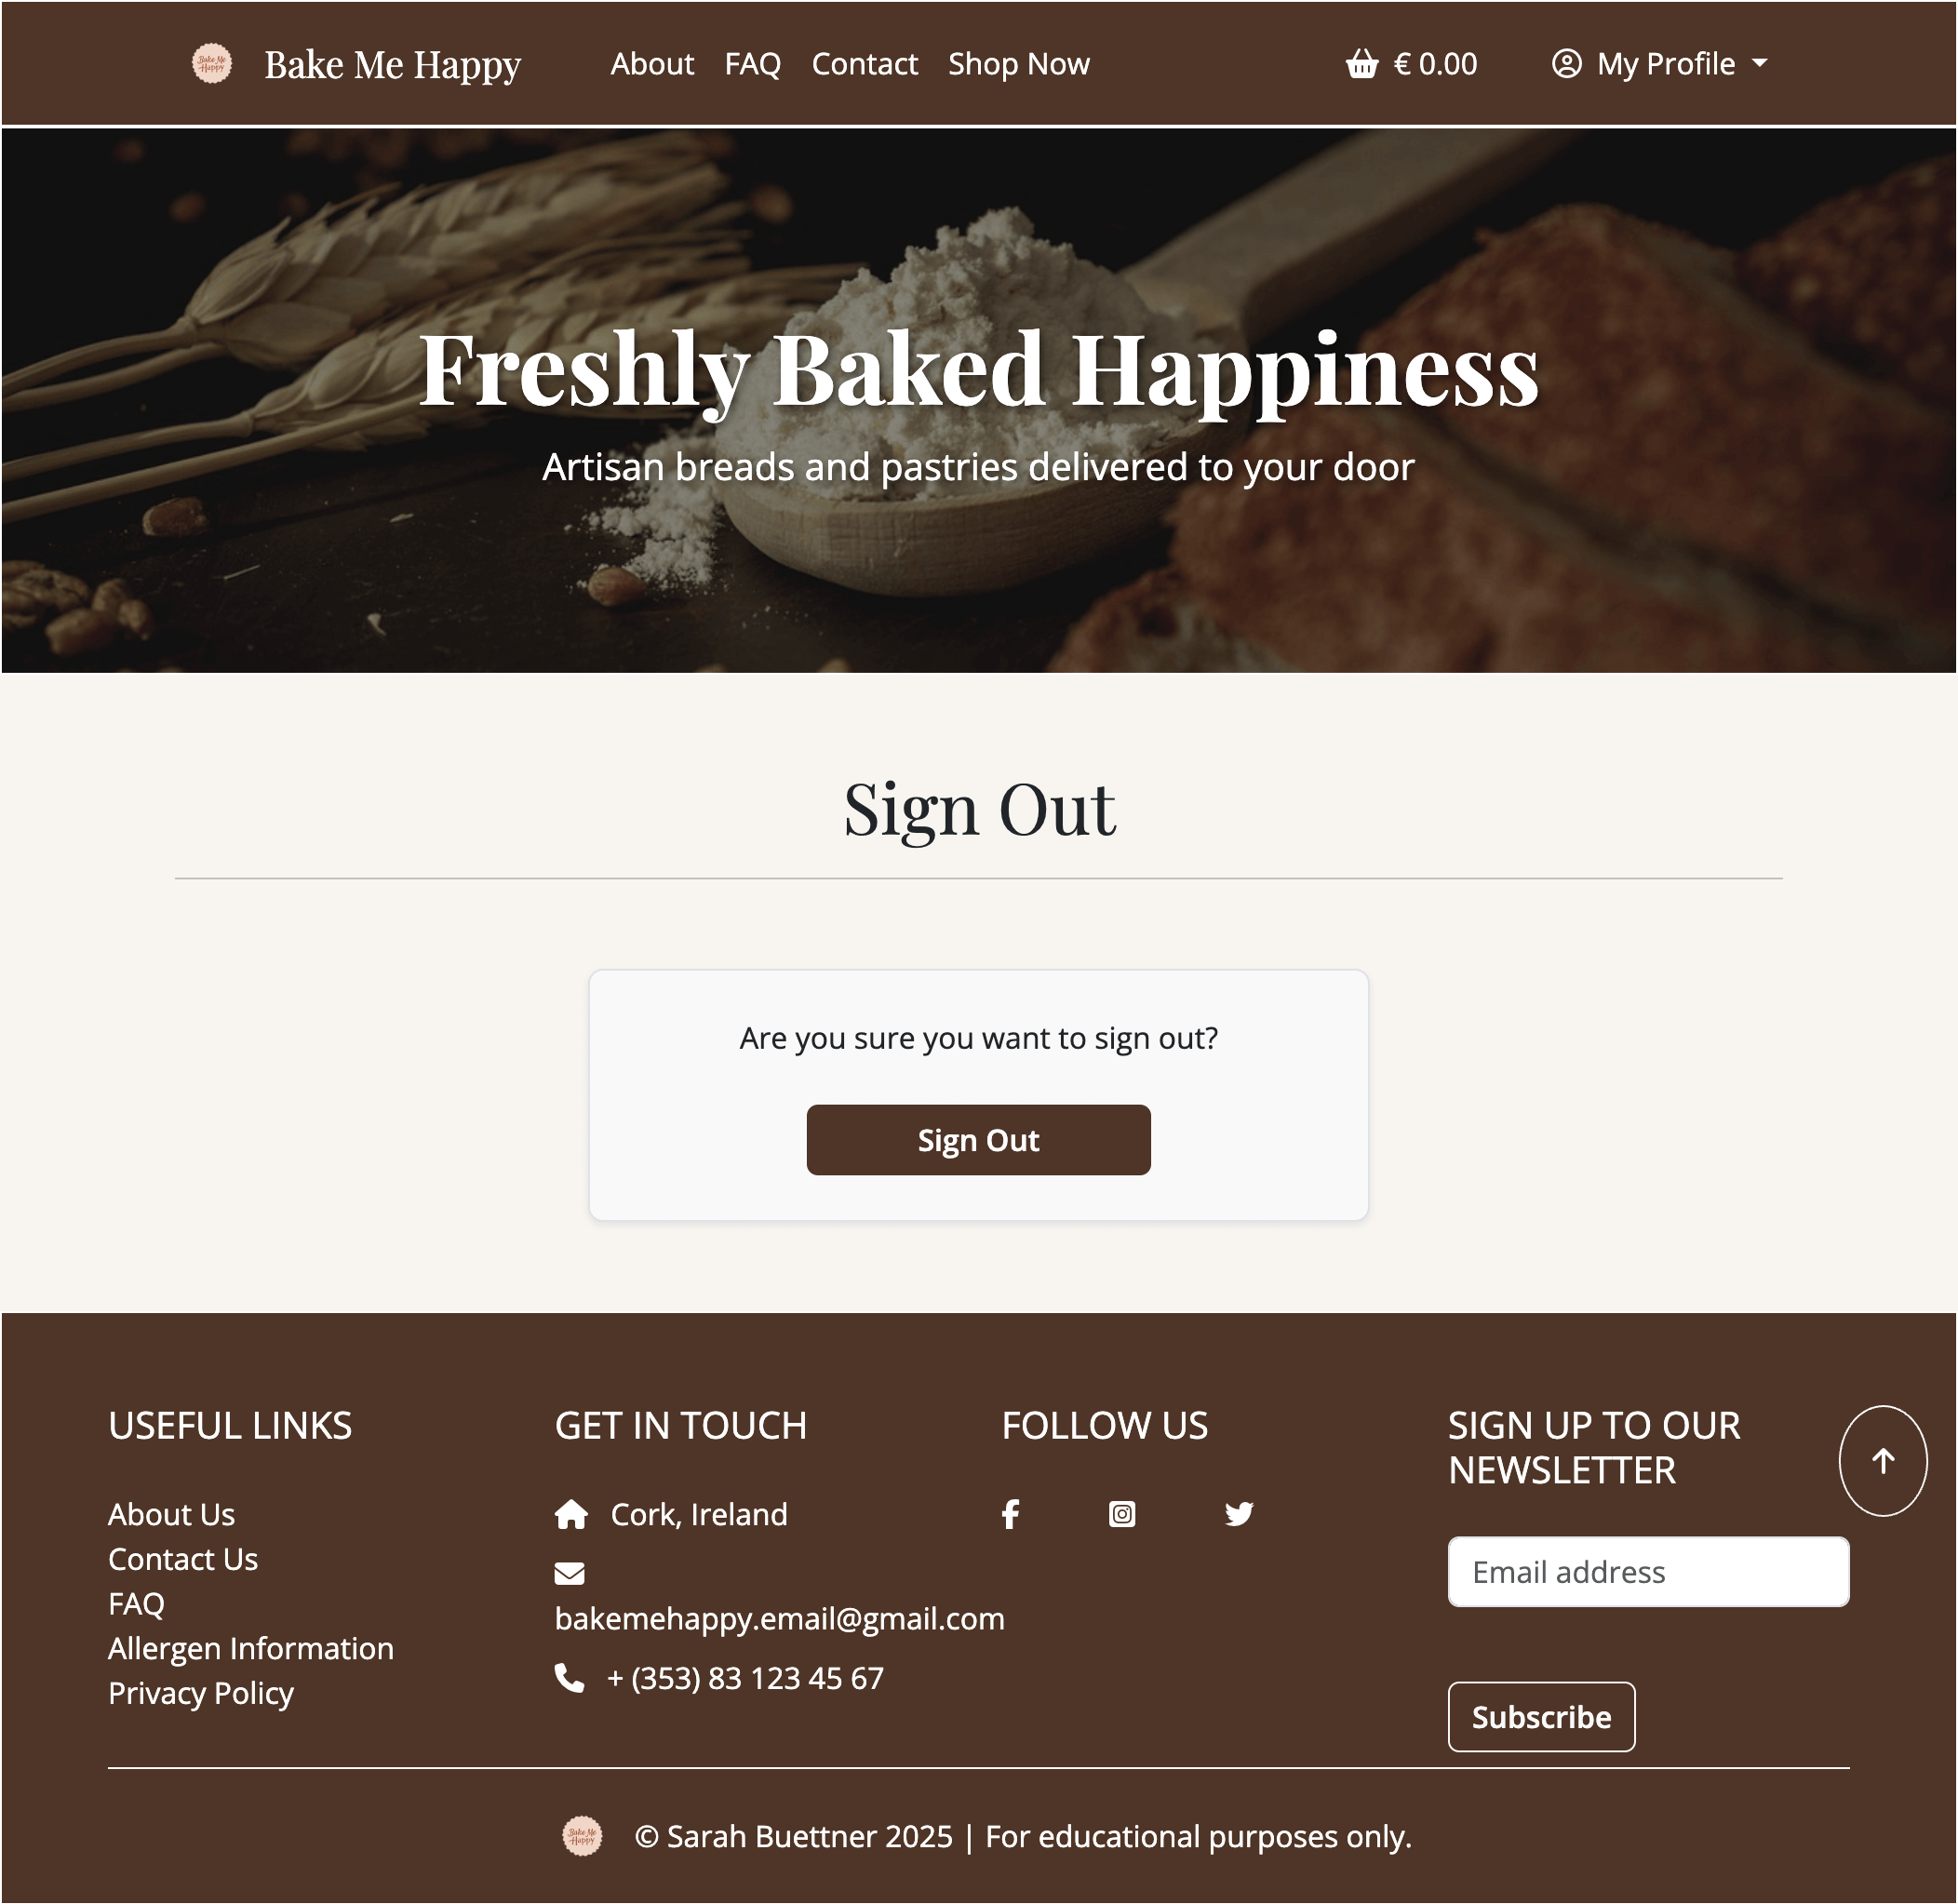 Bake Me Happy
Bake Me Happy About FAQ Contact Shop Now € 0.00 My Profile
Freshly Baked Happiness
Artisan breads and pastries delivered to your door
Sign Out
Are you sure you want to sign out?
Sign Out
USEFUL LINKS
About Us
Contact Us
FAQ
Allergen Information
Privacy Policy
GET IN TOUCH
Cork, Ireland
bakemehappy.email@gmail.com
+ (353) 83 123 45 67
FOLLOW US
SIGN UP TO OUR
NEWSLETTER
Email address
Subscribe
Bake Me Happy
© Sarah Buettner 2025 | For educational purposes only.